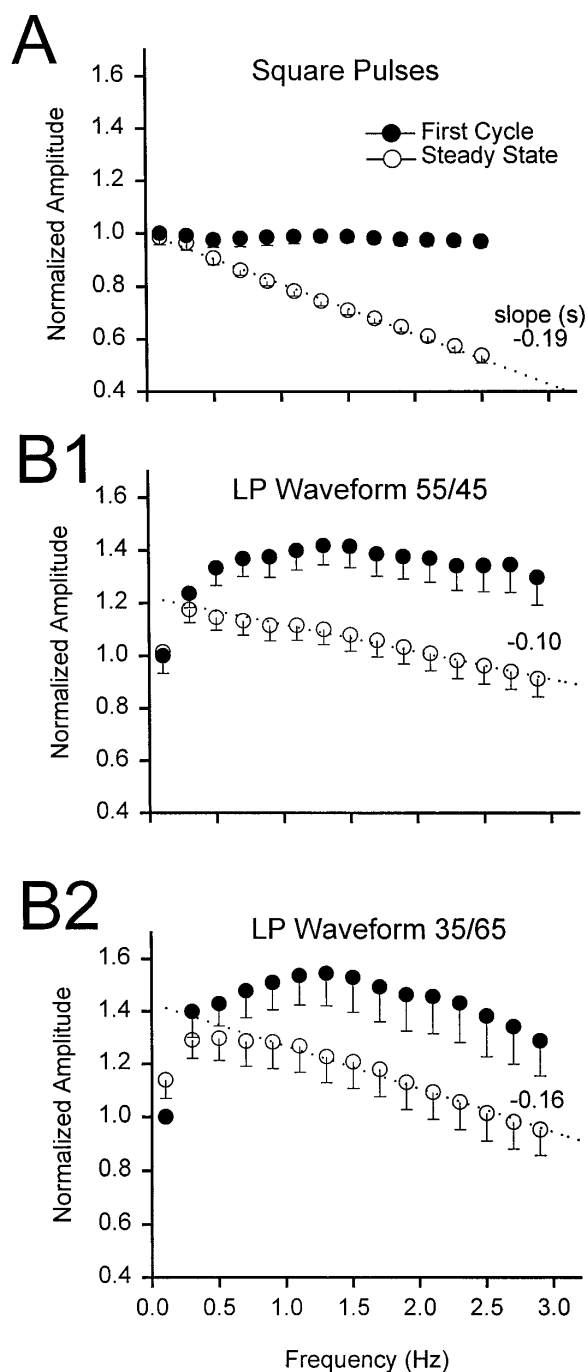 A
Square Pulses
First Cycle
Steady State
Normalized Amplitude
1.6
1.4
1.2
1.0
0.8
0.6
0.4
slope (s)
-0.19
B1
LP Waveform 55/45
Normalized Amplitude
1.6
1.4
1.2
1.0
0.8
0.6
0.4
-0.10
B2
LP Waveform 35/65
Normalized Amplitude
1.6
1.4
1.2
1.0
0.8
0.6
0.4
-0.16
0.0 0.5 1.0 1.5 2.0 2.5 3.0
Frequency (Hz)